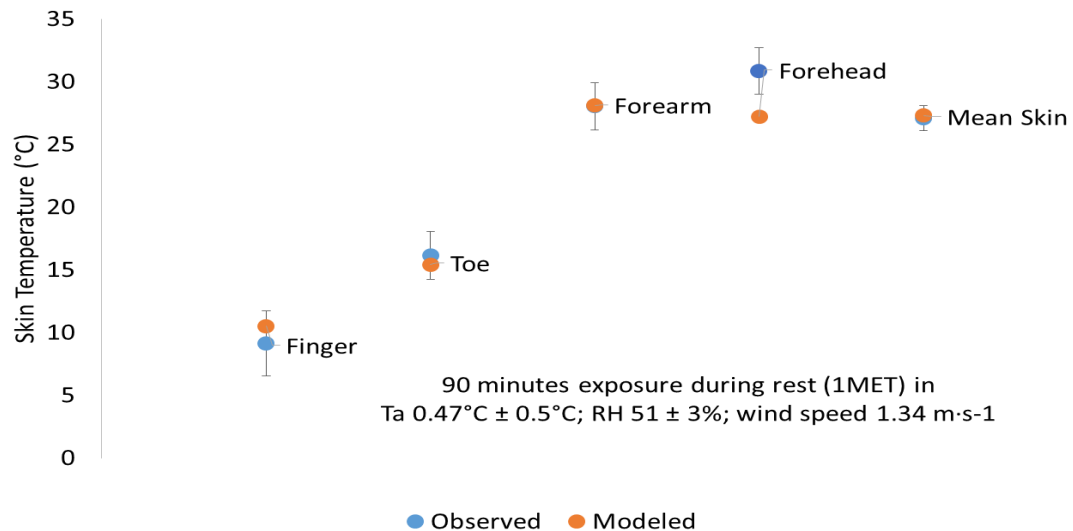 35
30
25
20
15
10
5
0
Skin Temperature (°C)
Finger
Toe
Forearm
Forehead
Mean Skin
90 minutes exposure during rest (1MET) in
Ta 0.47°C ± 0.5°C; RH 51 ± 3%; wind speed 1.34 m·s-1
Observed Modeled